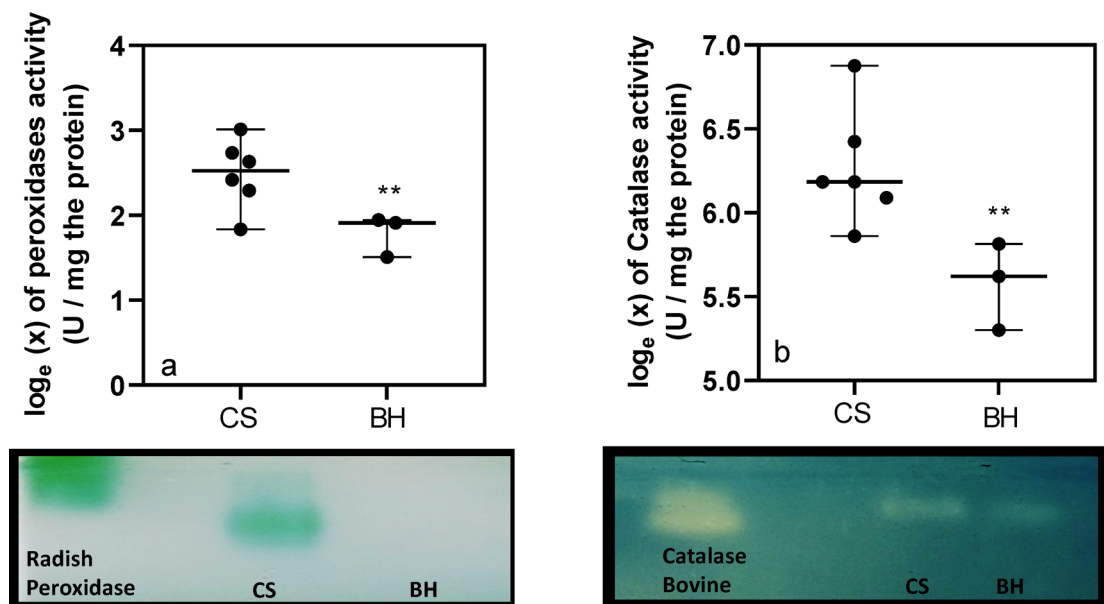 logₑ (x) of peroxidases activity
(U / mg the protein)
4
3
2
1
0
**
a
CS
BH
Radish
Peroxidase
CS
BH
logₑ (x) of Catalase activity
(U / mg the protein)
7.0
6.5
6.0
5.5
5.0
**
b
CS
BH
Catalase
Bovine
CS
BH